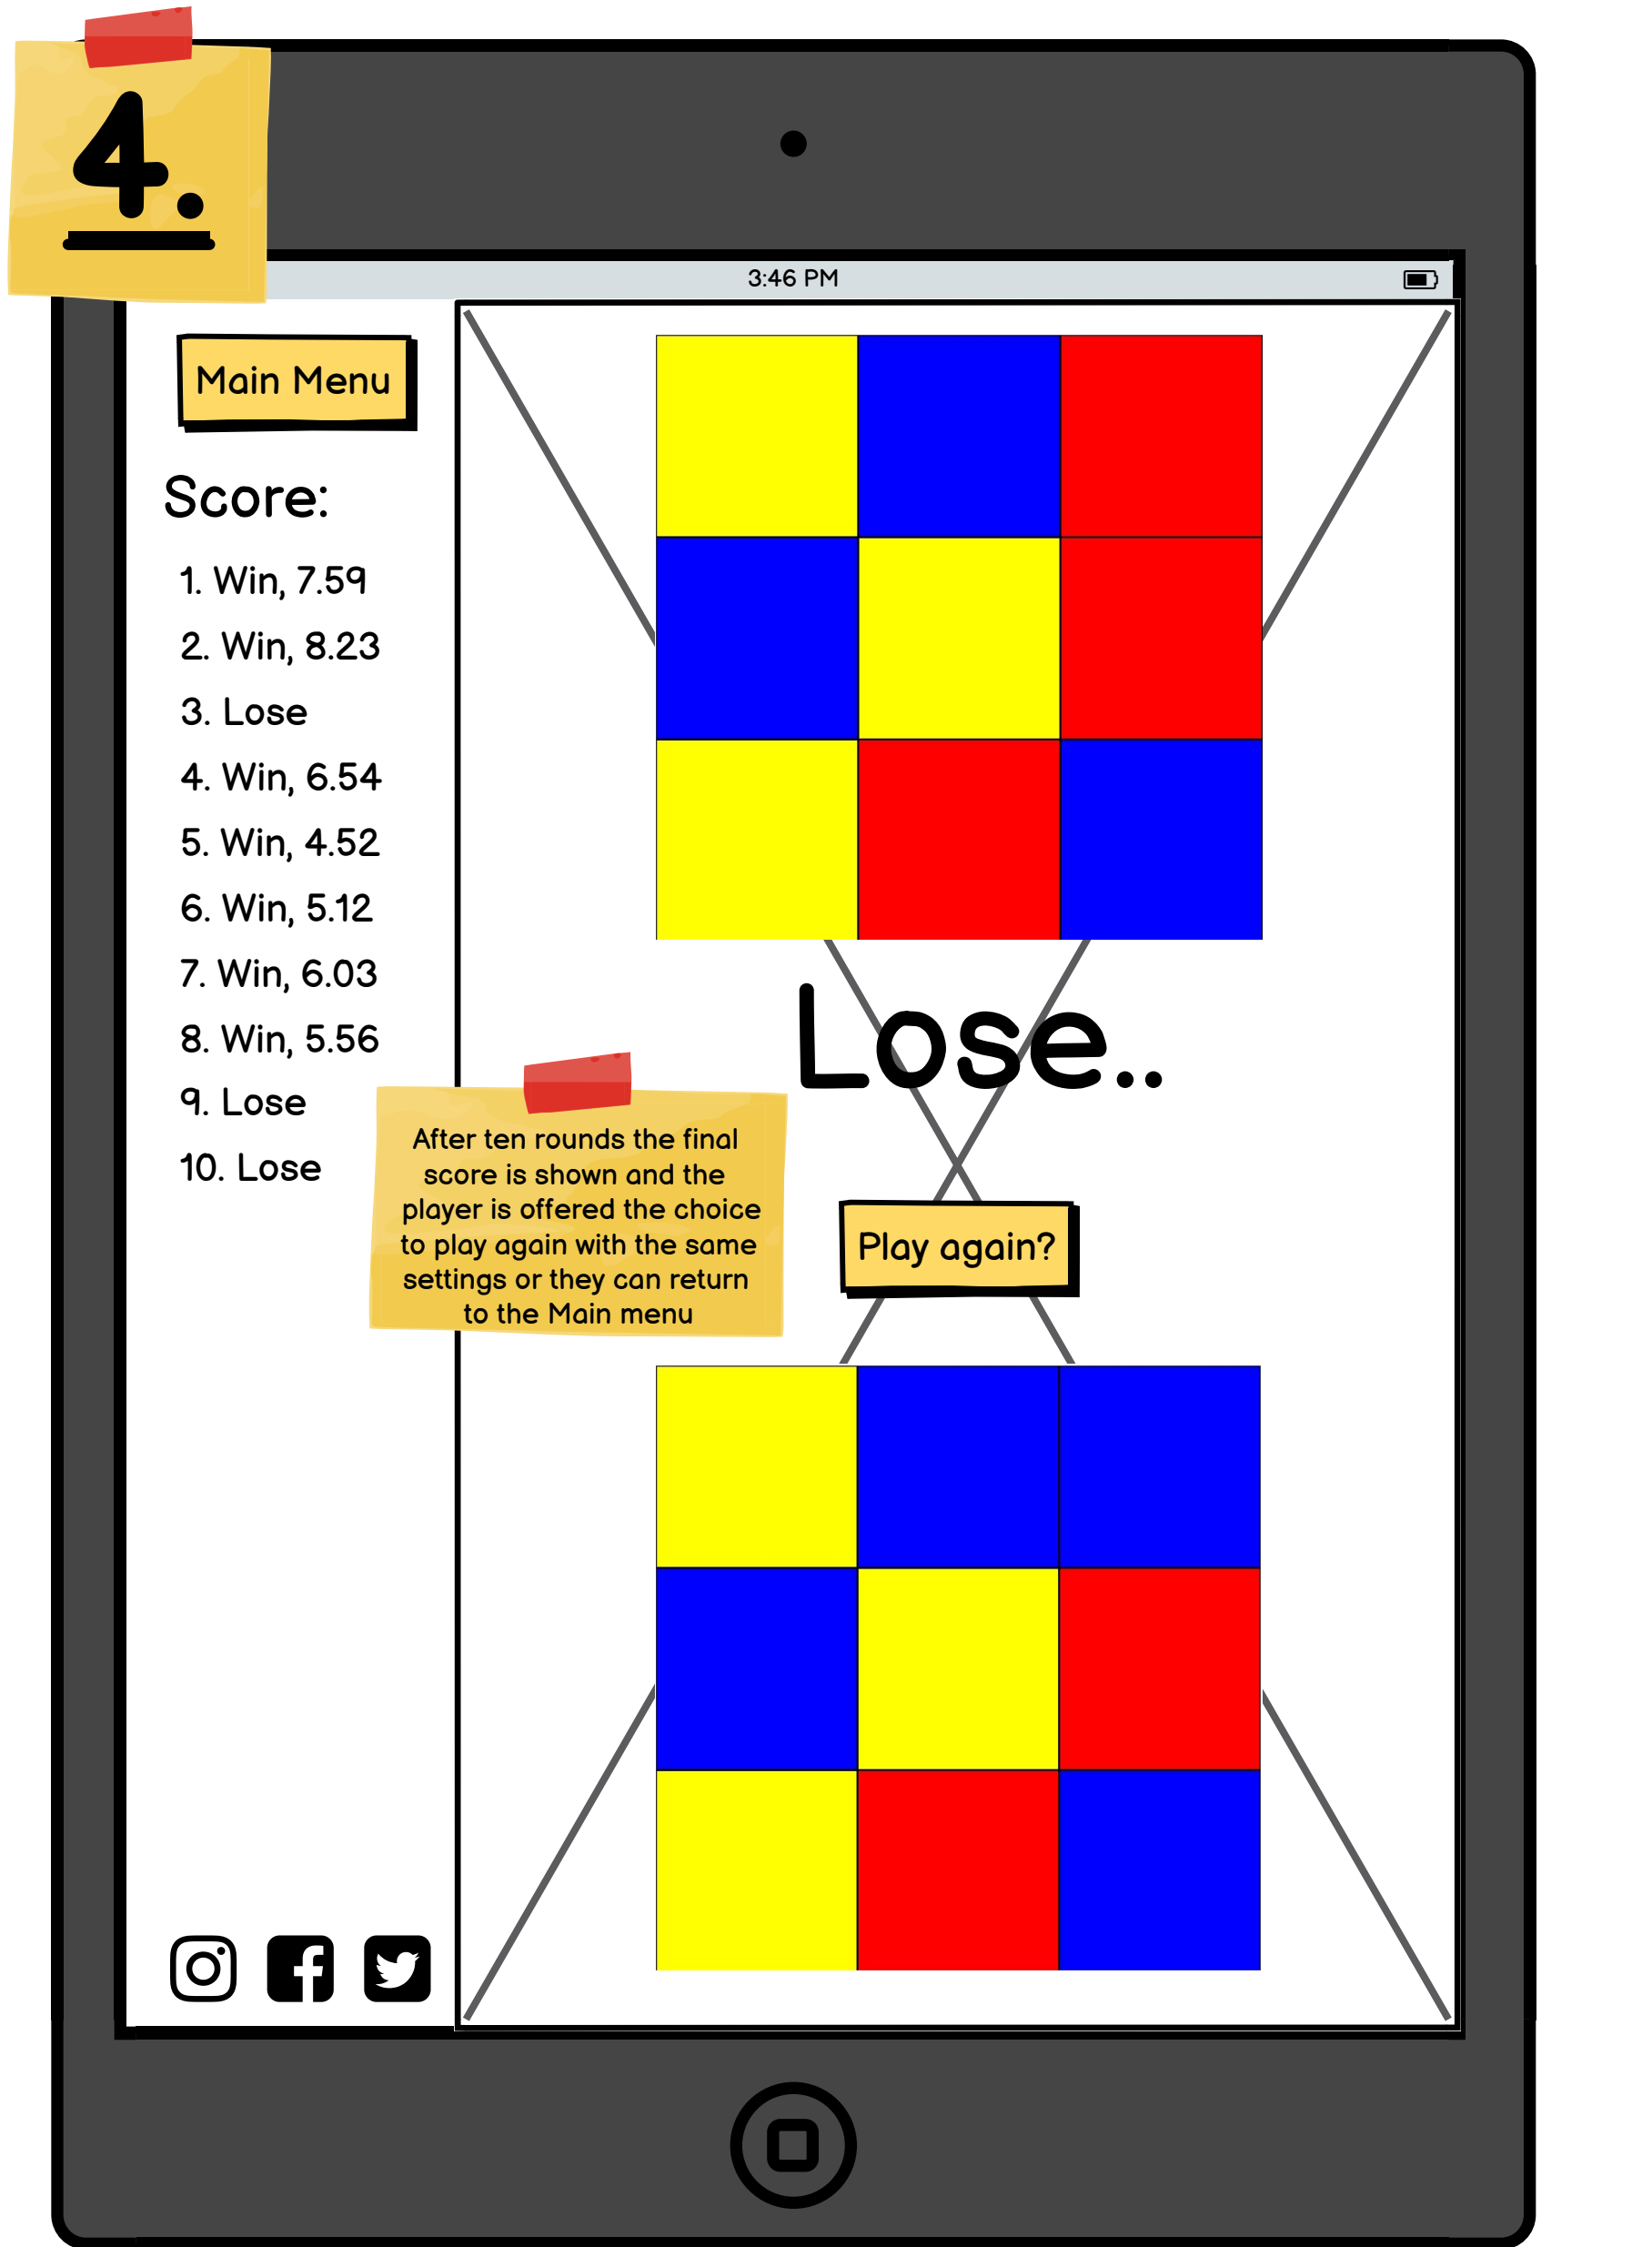 4.
3:46 PM
Main Menu
Score:
1. Win, 7.59
2. Win, 8.23
3. Lose
4. Win, 6.54
5. Win, 4.52
6. Win, 5.12
7. Win, 6.03
8. Win, 5.56
9. Lose
10. Lose
Lose..
After ten rounds the final
score is shown and the
player is offered the choice
to play again with the same
settings or they can return
to the Main menu
Play again?